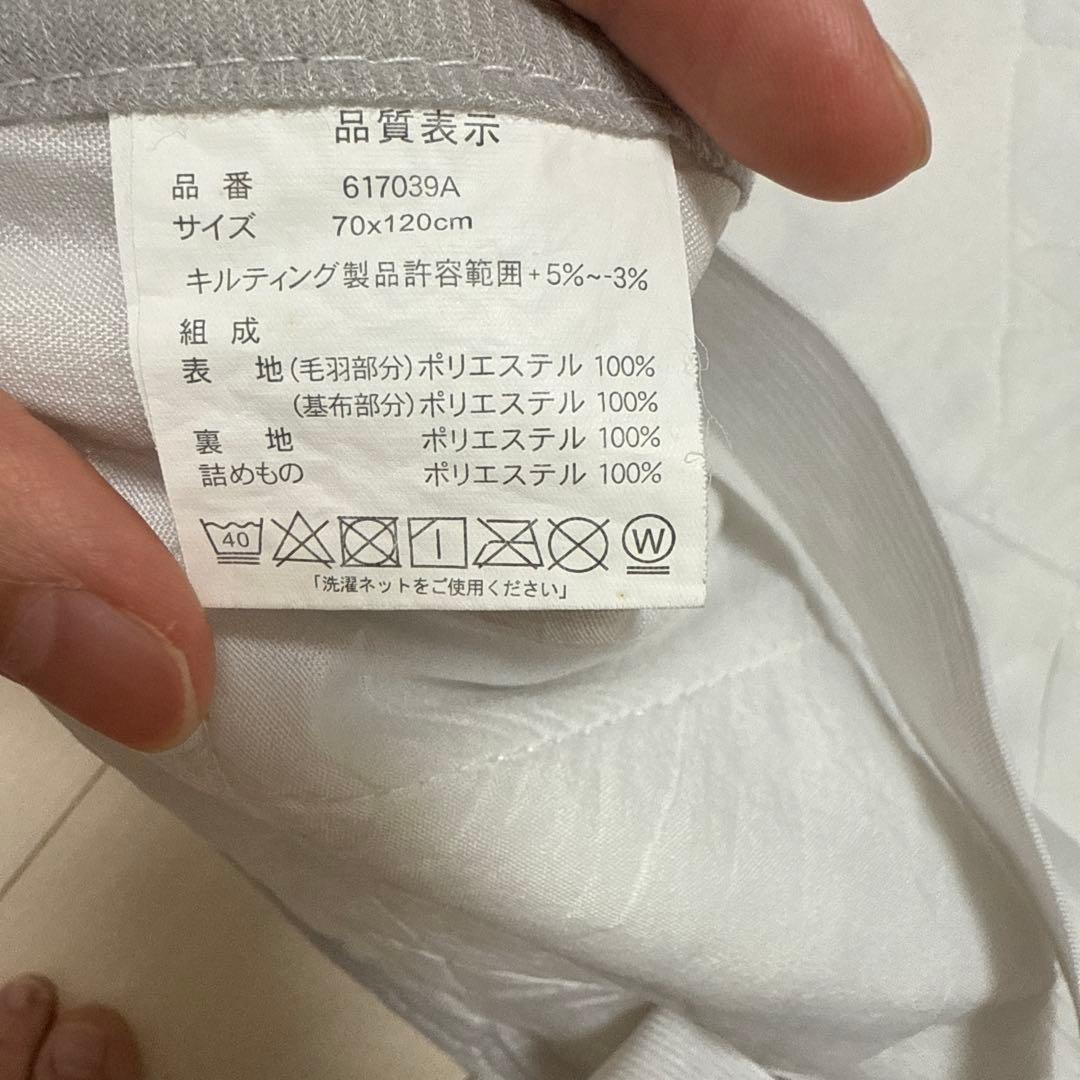 品質表示
品番 617039A
サイズ 70x120cm
キルティング製品許容範囲+5%~-3%
組成
表地(毛羽部分)ポリエステル 100%
(基布部分)ポリエステル 100%
裏地 ポリエステル 100%
詰めもの ポリエステル 100%
40 W
「洗濯ネットをご使用ください」